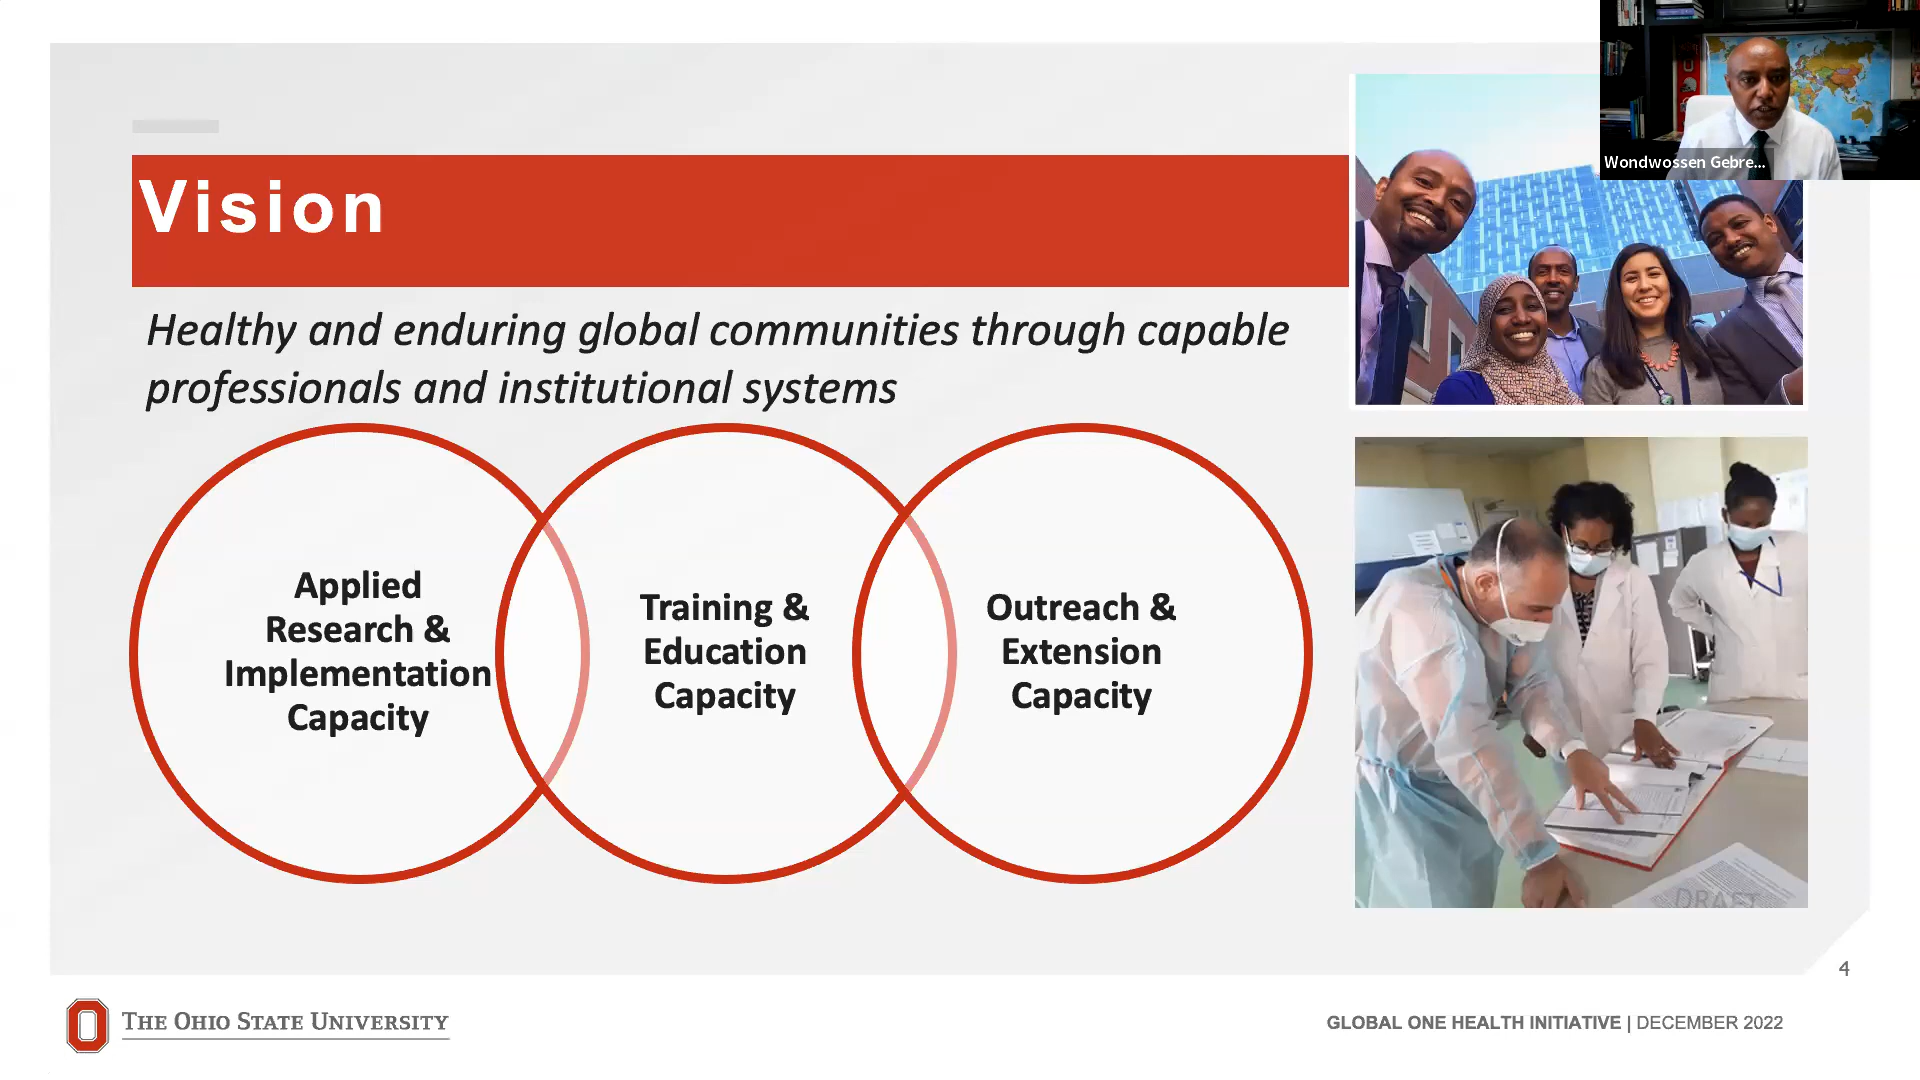 Wondwossen Gebre...
Vision
Healthy and enduring global communities through capable
professionals and institutional systems
Applied
Research &
Implementation
Capacity
Training &
Education
Capacity
Outreach &
Extension
Capacity
DRAFT
4
THE OHIO STATE UNIVERSITY
GLOBAL ONE HEALTH INITIATIVE | DECEMBER 2022